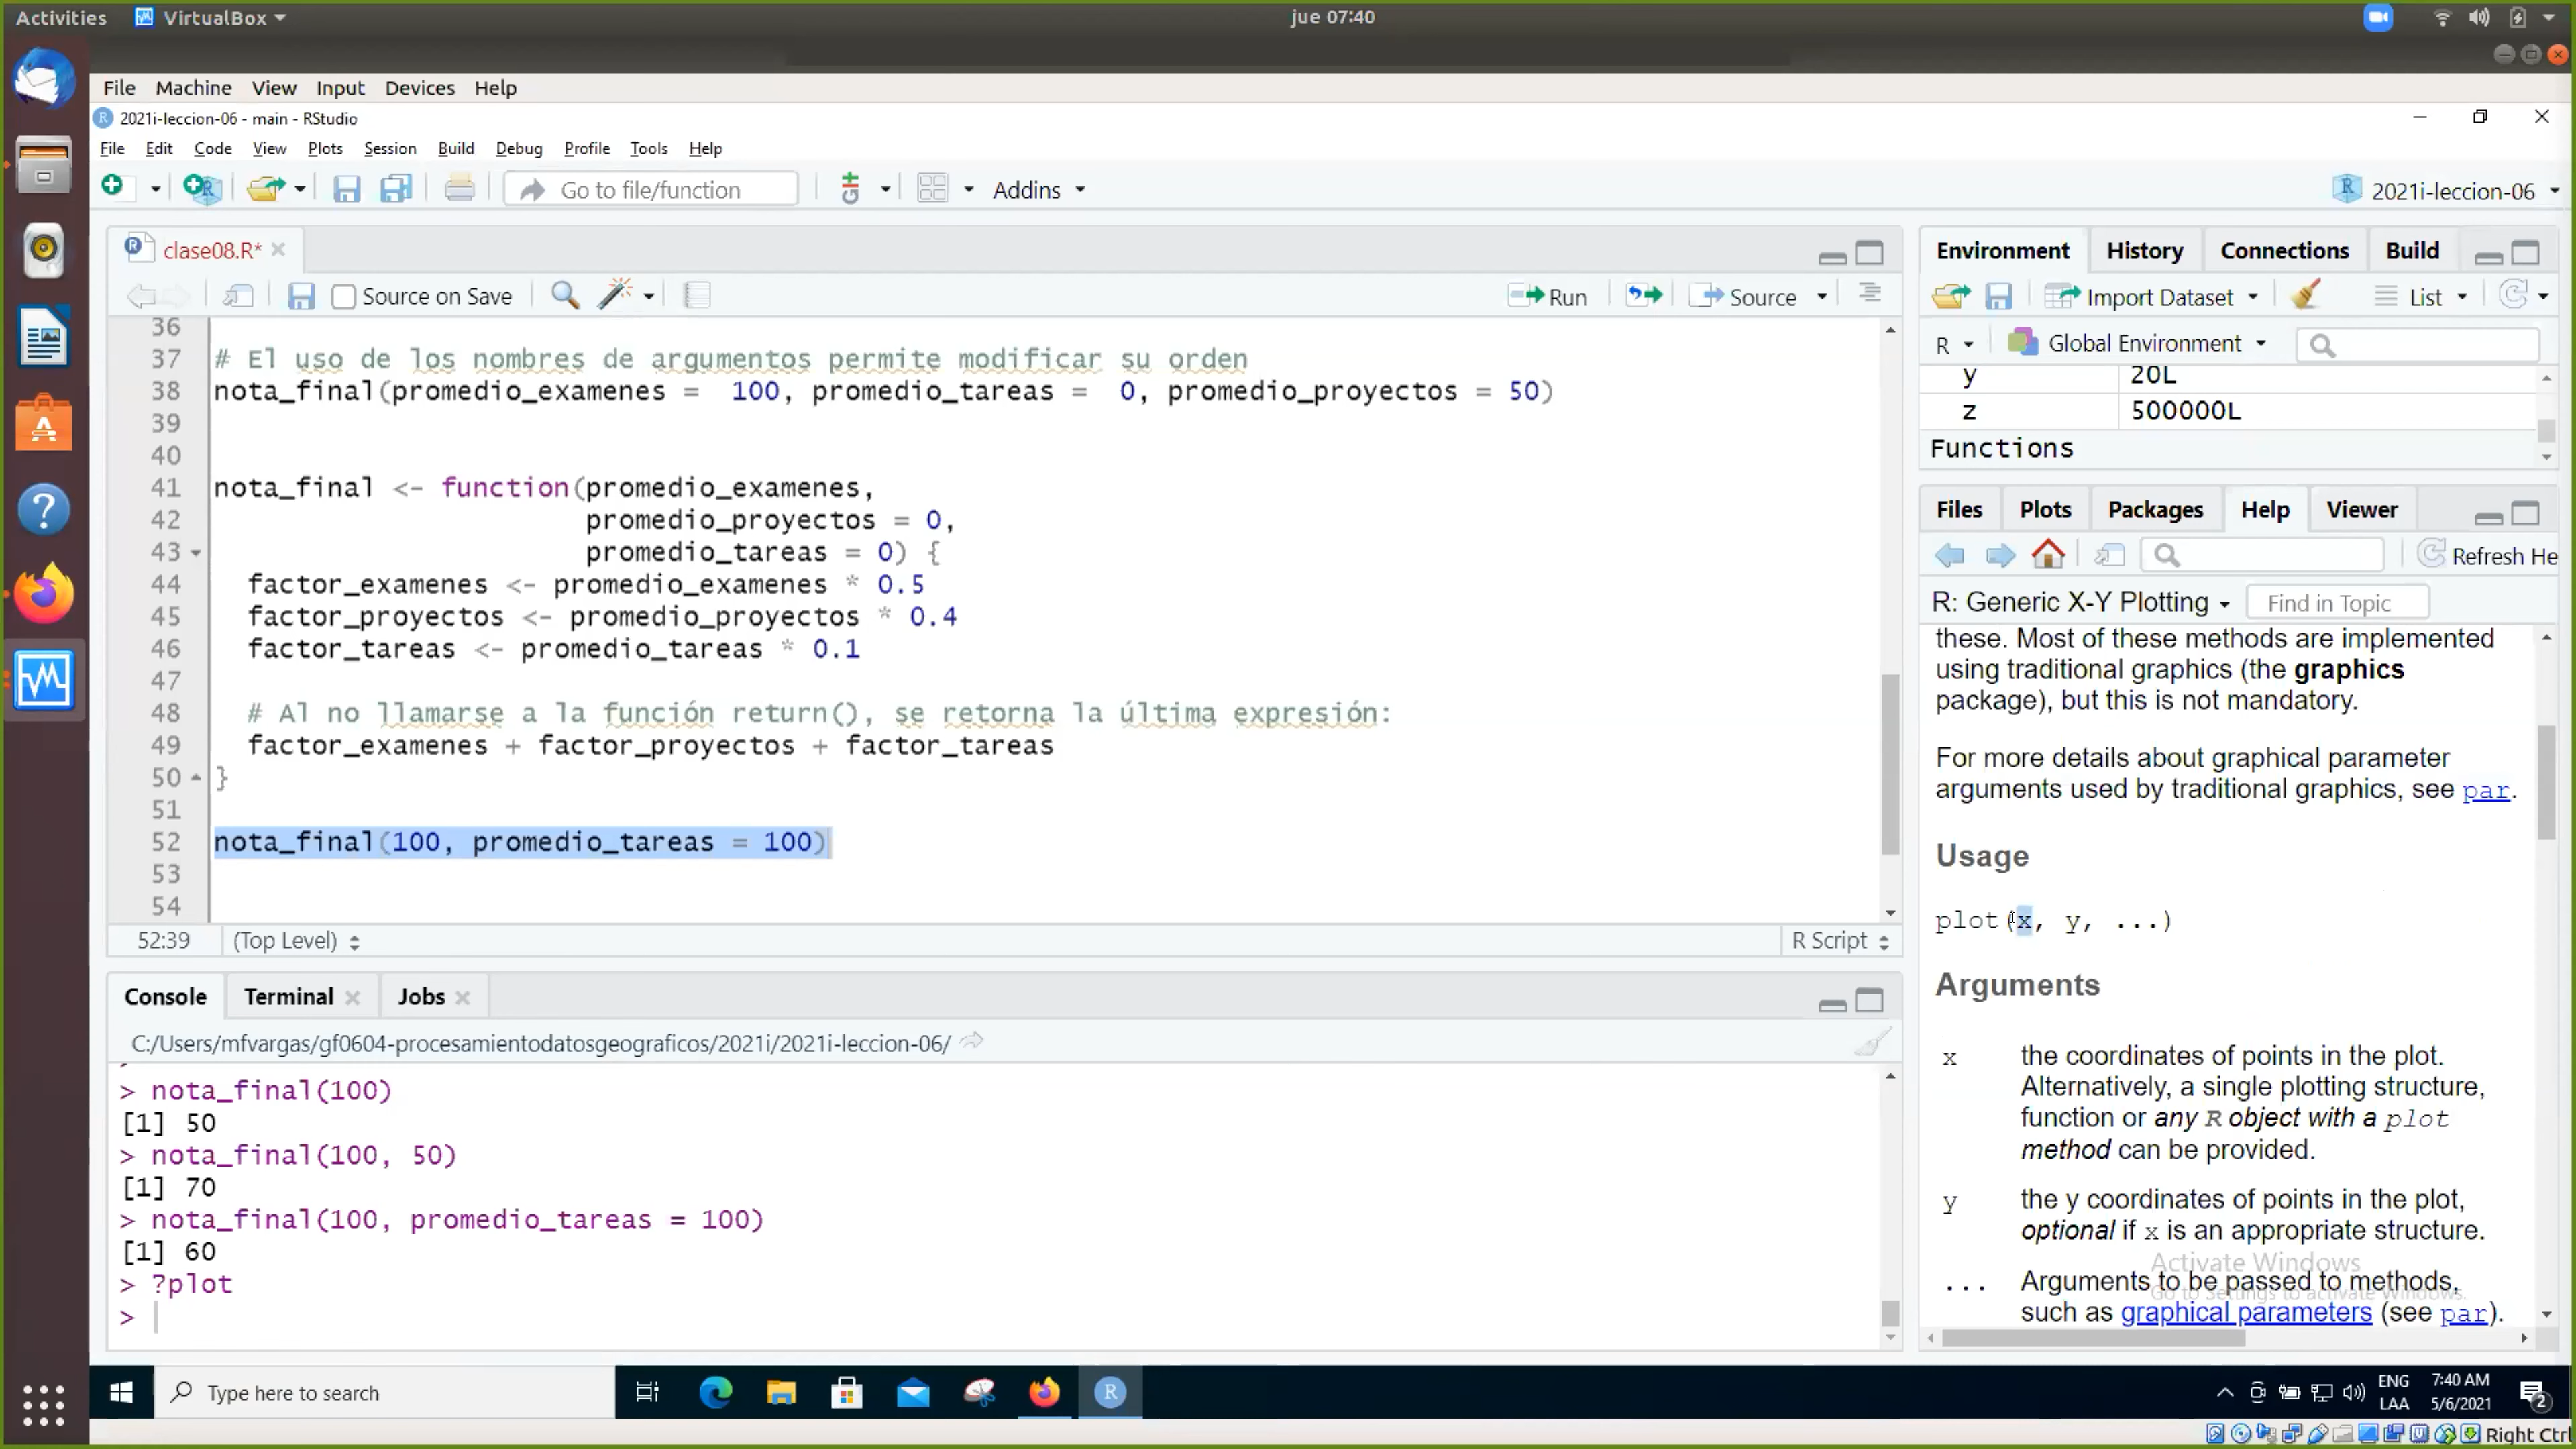 Activities VirtualBox jue 07:40
File Machine View Input Devices Help
2021i-leccion-06 - main - RStudio
File Edit Code View Plots Session Build Debug Profile Tools Help
Go to file/function Addins 2021i-leccion-06
clase08.R*
Source on Save Run Source
36
37 # El uso de los nombres de argumentos permite modificar su orden
38 nota_final(promedio_examenes =  100, promedio_tareas =  0, promedio_proyectos = 50)
39
40
41 nota_final <- function(promedio_examenes,
42 promedio_proyectos = 0,
43 promedio_tareas = 0) {
44 factor_examenes <- promedio_examenes * 0.5
45 factor_proyectos <- promedio_proyectos * 0.4
46 factor_tareas <- promedio_tareas * 0.1
47
48 # Al no llamarse a la función return(), se retorna la última expresión:
49 factor_examenes + factor_proyectos + factor_tareas
50 }
51
52 nota_final(100, promedio_tareas = 100)
53
54
52:39 (Top Level) R Script
Console Terminal Jobs
C:/Users/mfvargas/gf0604-procesamientodatosgeograficos/2021i/2021i-leccion-06/
> nota_final(100)
[1] 50
> nota_final(100, 50)
[1] 70
> nota_final(100, promedio_tareas = 100)
[1] 60
> ?plot
>
Environment History Connections Build
Import Dataset List
R Global Environment
y 20L
z 500000L
Functions
Files Plots Packages Help Viewer
Refresh He
R: Generic X-Y Plotting Find in Topic
these. Most of these methods are implemented
using traditional graphics (the graphics
package), but this is not mandatory.
For more details about graphical parameter
arguments used by traditional graphics, see par.
Usage
plot(x, y, ...)
Arguments
x the coordinates of points in the plot.
Alternatively, a single plotting structure,
function or any R object with a plot
method can be provided.
y the y coordinates of points in the plot,
optional if x is an appropriate structure.
Activate Windows
... Arguments to be passed to methods,
Go to Settings to activate Windows.
such as graphical parameters (see par).
Type here to search
ENG 7:40 AM
LAA 5/6/2021 2
Right Ctrl